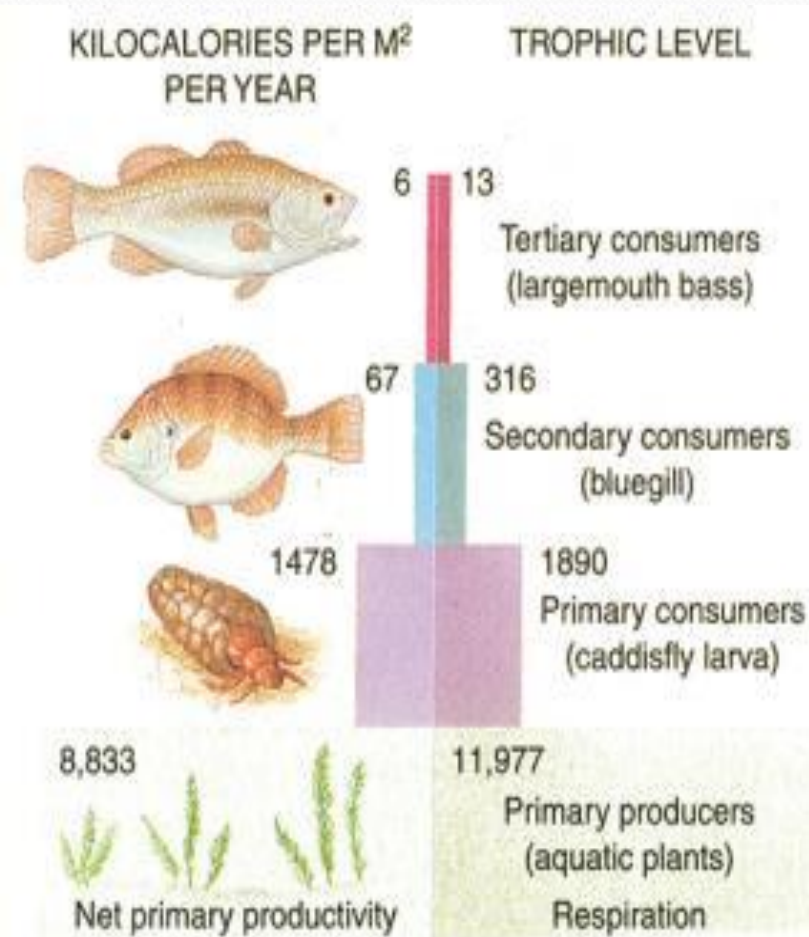 KILOCALORIES PER M²
PER YEAR
TROPHIC LEVEL
6
13
Tertiary consumers
(largemouth bass)
67
316
Secondary consumers
(bluegill)
1478
1890
Primary consumers
(caddisfly larva)
8,833
11,977
Primary producers
(aquatic plants)
Net primary productivity
Respiration